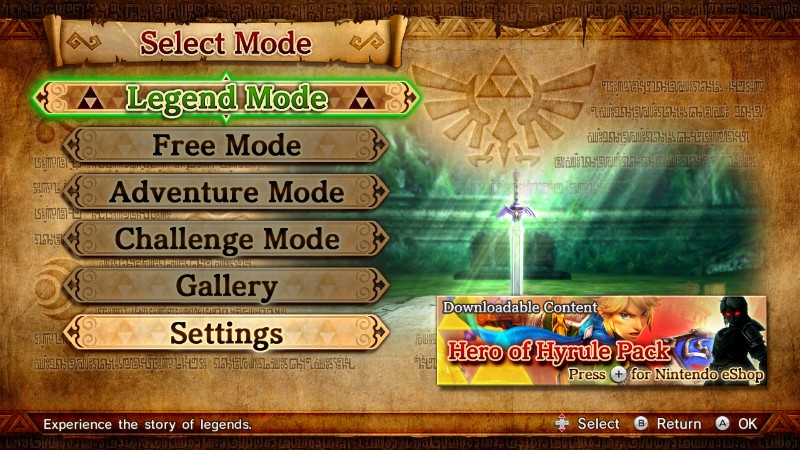 Select Mode
Legend Mode
Free Mode
Adventure Mode
Challenge Mode
Gallery
Settings
Downloadable Content
Hero of Hyrule Pack
Press + for Nintendo eShop
Experience the story of legends.
Select B Return A OK